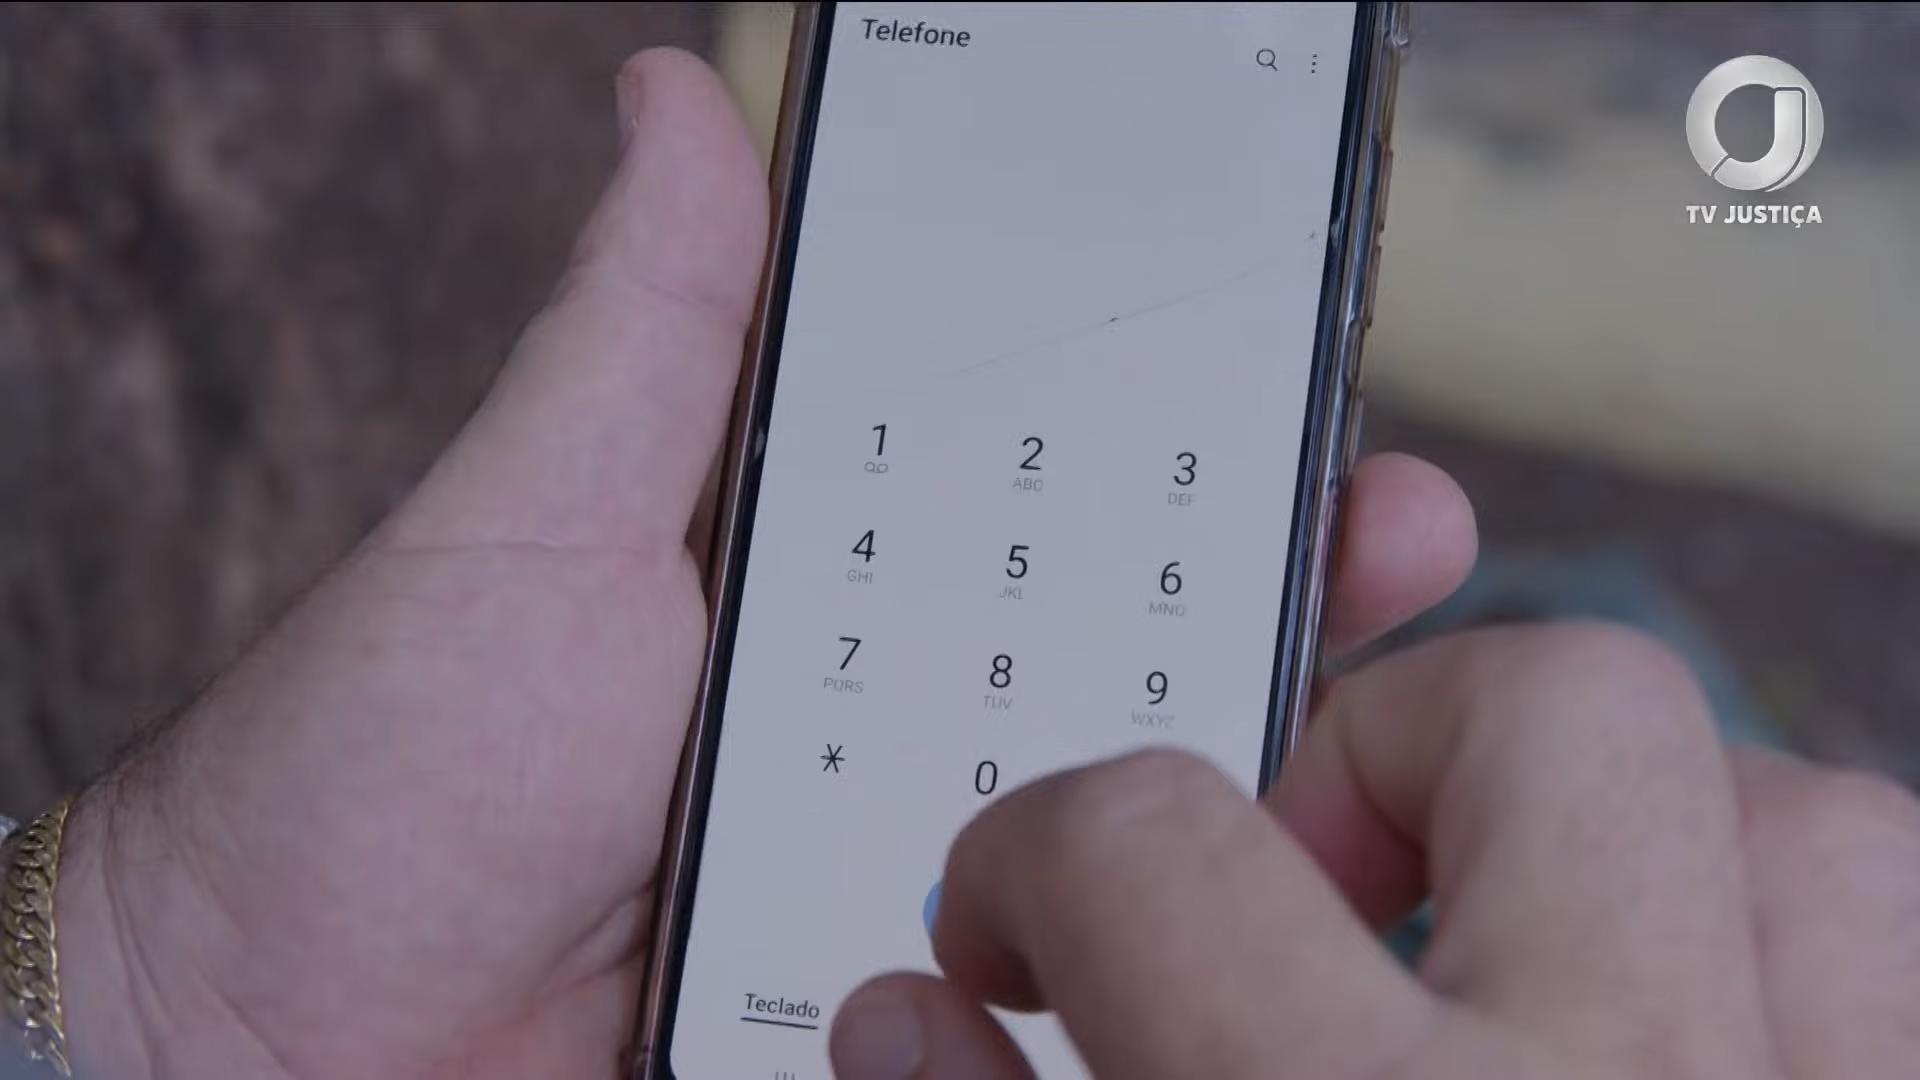 Telefone
TV JUSTIÇA
1
2
ABC
3
DEF
4
GHI
5
JKL
6
MNO
7
PQRS
8
TUV
9
WXYZ
*
0
Teclado